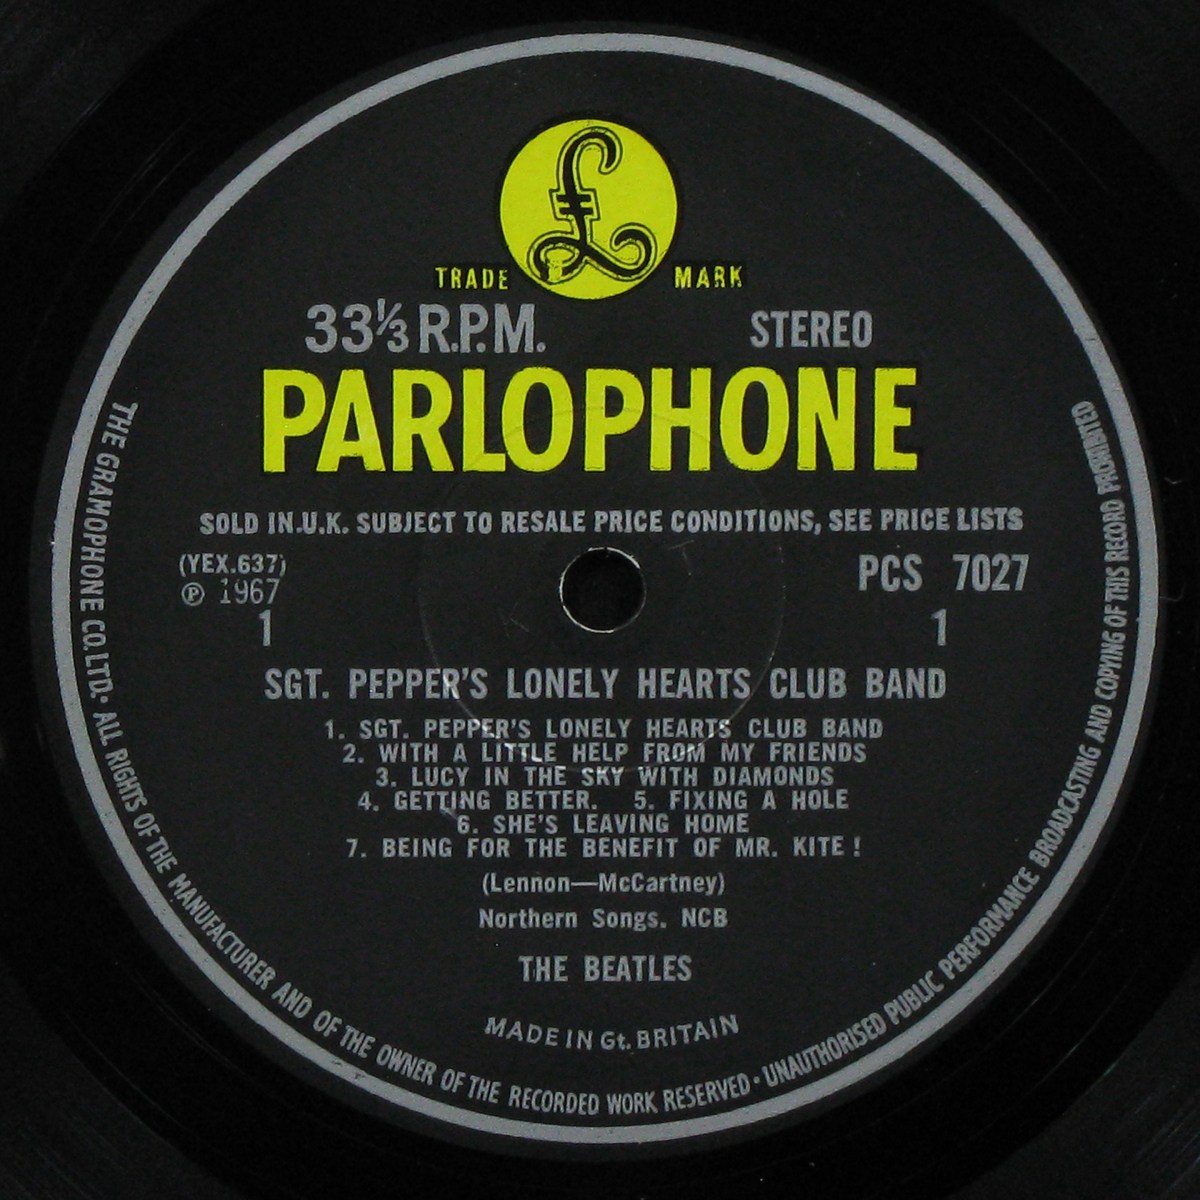 £
TRADE MARK
33⅓ R.P.M. STEREO
PARLOPHONE
SOLD IN.U.K. SUBJECT TO RESALE PRICE CONDITIONS, SEE PRICE LISTS
(YEX.637) PCS 7027
℗ 1967
1 1
SGT. PEPPER'S LONELY HEARTS CLUB BAND
1. SGT. PEPPER'S LONELY HEARTS CLUB BAND
2. WITH A LITTLE HELP FROM MY FRIENDS
3. LUCY IN THE SKY WITH DIAMONDS
4. GETTING BETTER. 5. FIXING A HOLE
6. SHE'S LEAVING HOME
7. BEING FOR THE BENEFIT OF MR. KITE!
(Lennon—McCartney)
Northern Songs. NCB
THE BEATLES
MADE IN Gt. BRITAIN
THE GRAMOPHONE CO. LTD. • ALL RIGHTS OF THE MANUFACTURER AND OF THE OWNER OF THE RECORDED WORK RESERVED • UNAUTHORISED PUBLIC PERFORMANCE BROADCASTING AND COPYING OF THIS RECORD PROHIBITED